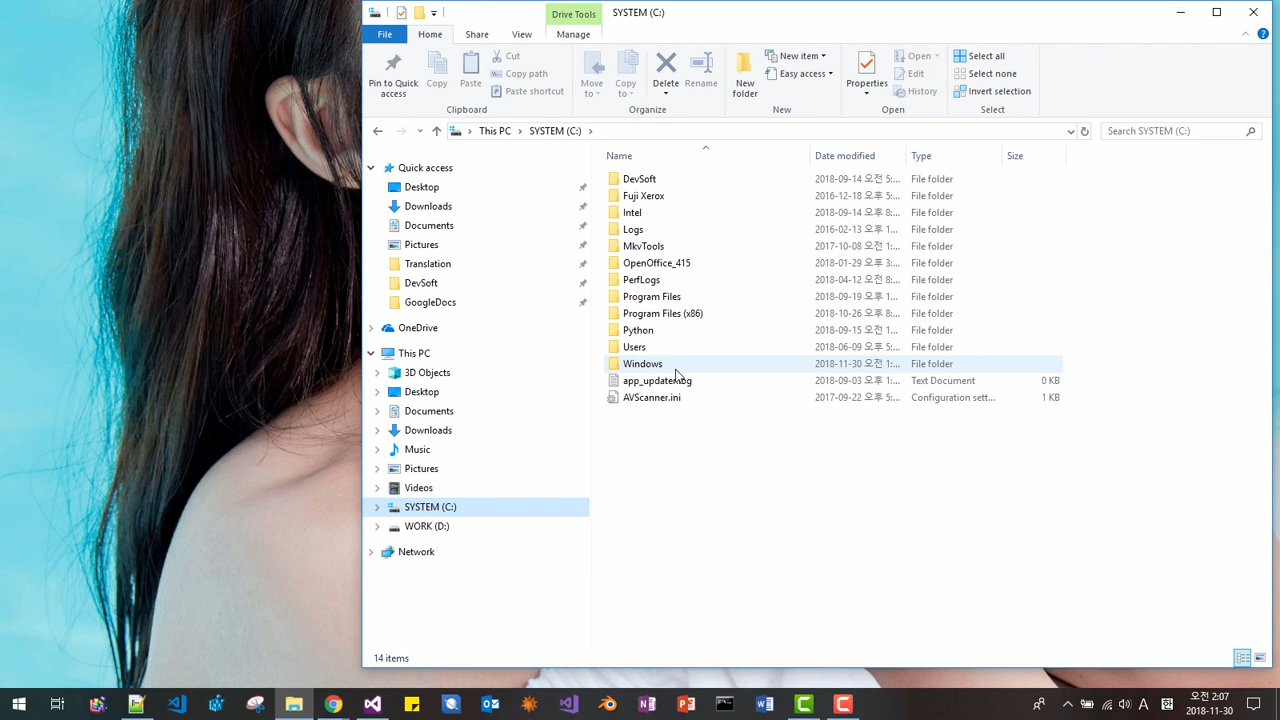 Drive Tools
SYSTEM (C:)
File
Home
Share
View
Manage
Pin to Quick access
Copy
Paste
Cut
Copy path
Paste shortcut
Clipboard
Move to
Copy to
Delete
Rename
Organize
New folder
New item
Easy access
New
Properties
Open
Edit
History
Open
Select all
Select none
Invert selection
Select
This PC
SYSTEM (C:)
Search SYSTEM (C:)
Quick access
Desktop
Downloads
Documents
Pictures
Translation
DevSoft
GoogleDocs
OneDrive
This PC
3D Objects
Desktop
Documents
Downloads
Music
Pictures
Videos
SYSTEM (C:)
WORK (D:)
Network
Name Date modified Type Size
DevSoft 2018-09-14 오전 5:... File folder
Fuji Xerox 2016-12-18 오후 5:... File folder
Intel 2018-09-14 오후 8:... File folder
Logs 2016-02-13 오후 1... File folder
MkvTools 2017-10-08 오전 1:... File folder
OpenOffice_415 2018-01-29 오후 3:... File folder
PerfLogs 2018-04-12 오전 8:... File folder
Program Files 2018-09-19 오후 1... File folder
Program Files (x86) 2018-10-26 오후 8:... File folder
Python 2018-09-15 오전 1... File folder
Users 2018-06-09 오후 5:... File folder
Windows 2018-11-30 오전 1:... File folder
2018-09-03 오후 1:... Text Document 0 KB
AVScanner.ini 2017-09-22 오후 5:... Configuration sett... 1 KB
14 items
오후 2:07
2018-11-30